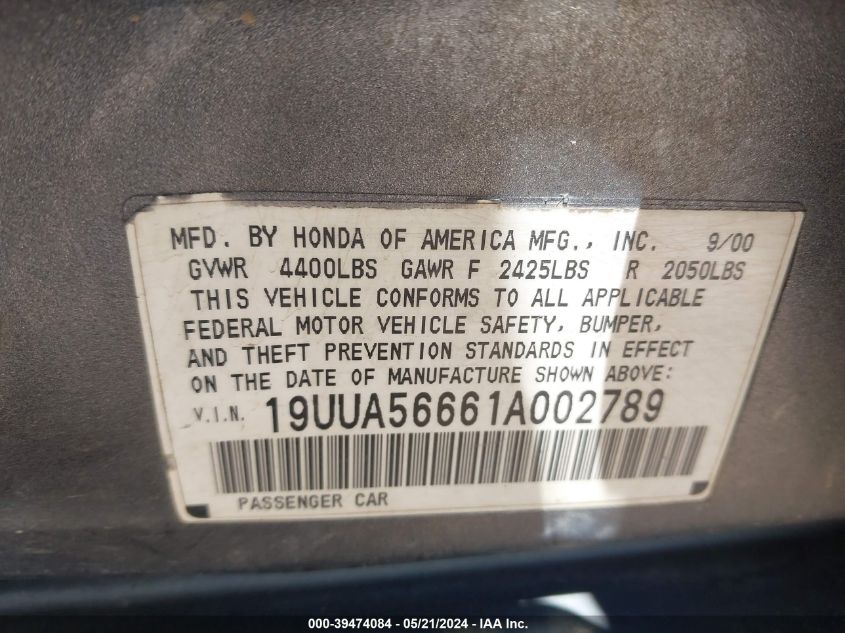 MFD. BY HONDA OF AMERICA MFG., INC. 9/00
GVWR 4400LBS GAWR F 2425LBS R 2050LBS
THIS VEHICLE CONFORMS TO ALL APPLICABLE
FEDERAL MOTOR VEHICLE SAFETY, BUMPER,
AND THEFT PREVENTION STANDARDS IN EFFECT
ON THE DATE OF MANUFACTURE SHOWN ABOVE:
V.I.N. 19UUA56661A002789
PASSENGER CAR
000-39474084 - 05/21/2024 - IAA Inc.